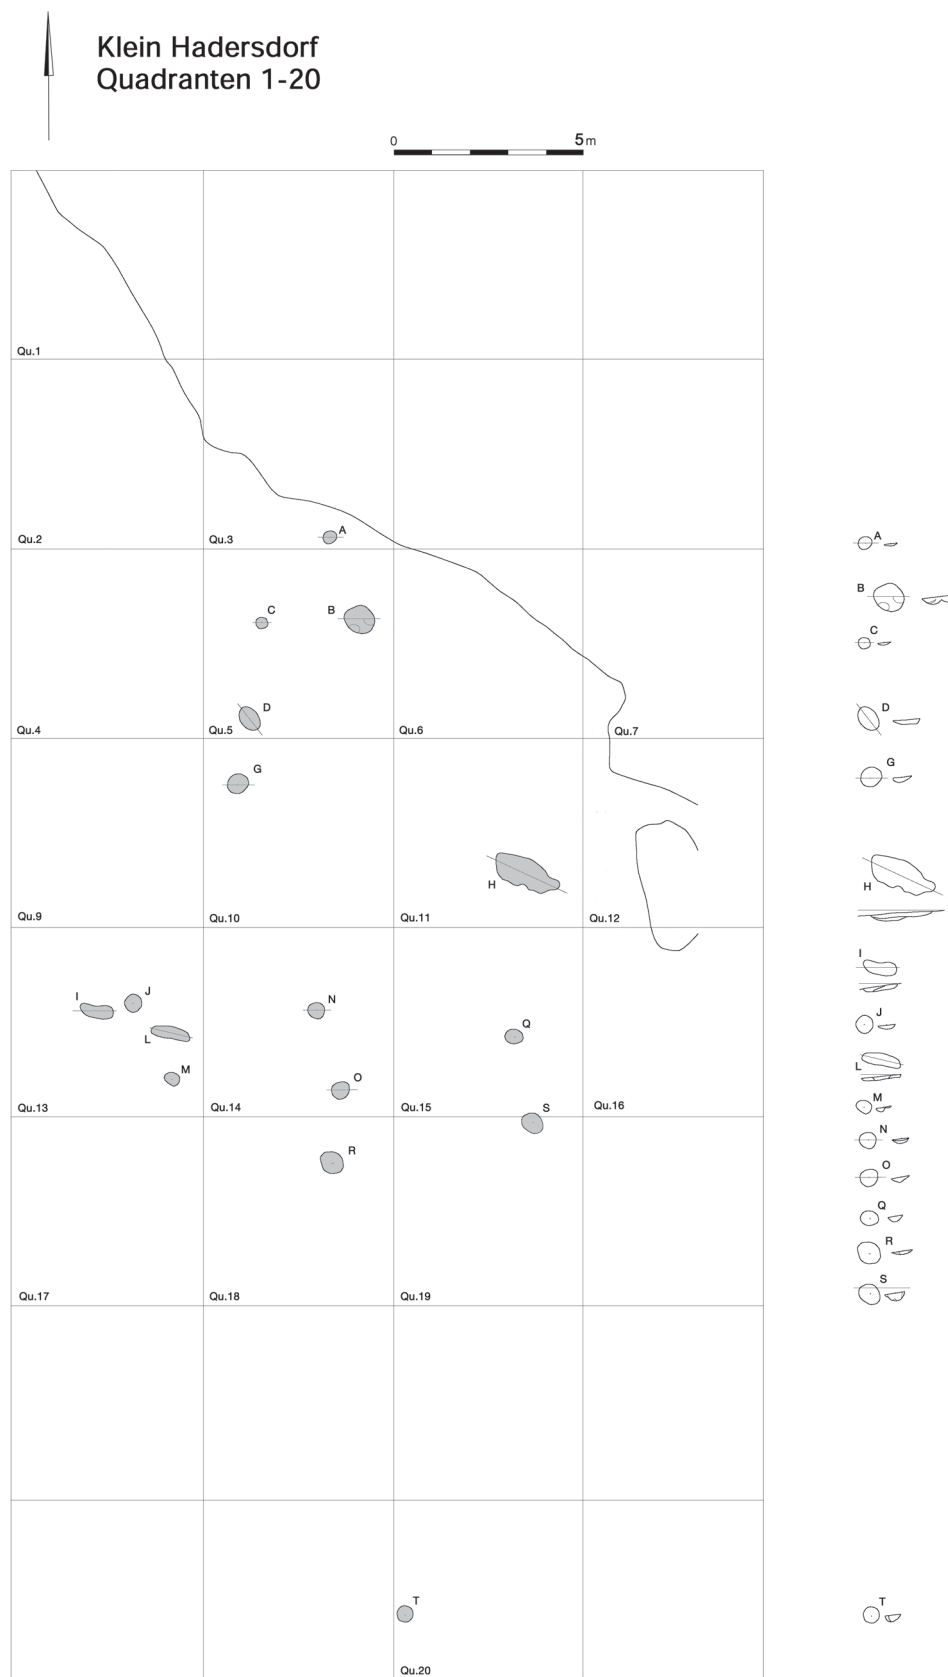 Klein Hadersdorf
Quadranten 1-20
0 5 m
Qu.1
A
Qu.2 Qu.3
A
B
C B
C
D
D
Qu.4 Qu.5 Qu.6 Qu.7
G
G
H
H
Qu.9 Qu.10 Qu.11 Qu.12
I
I J
N
J
Q
L
L
M
O
M
Qu.13 Qu.14 Qu.15 Qu.16
S
N
R
O
Q
R
S
Qu.17 Qu.18 Qu.19
T
T
Qu.20